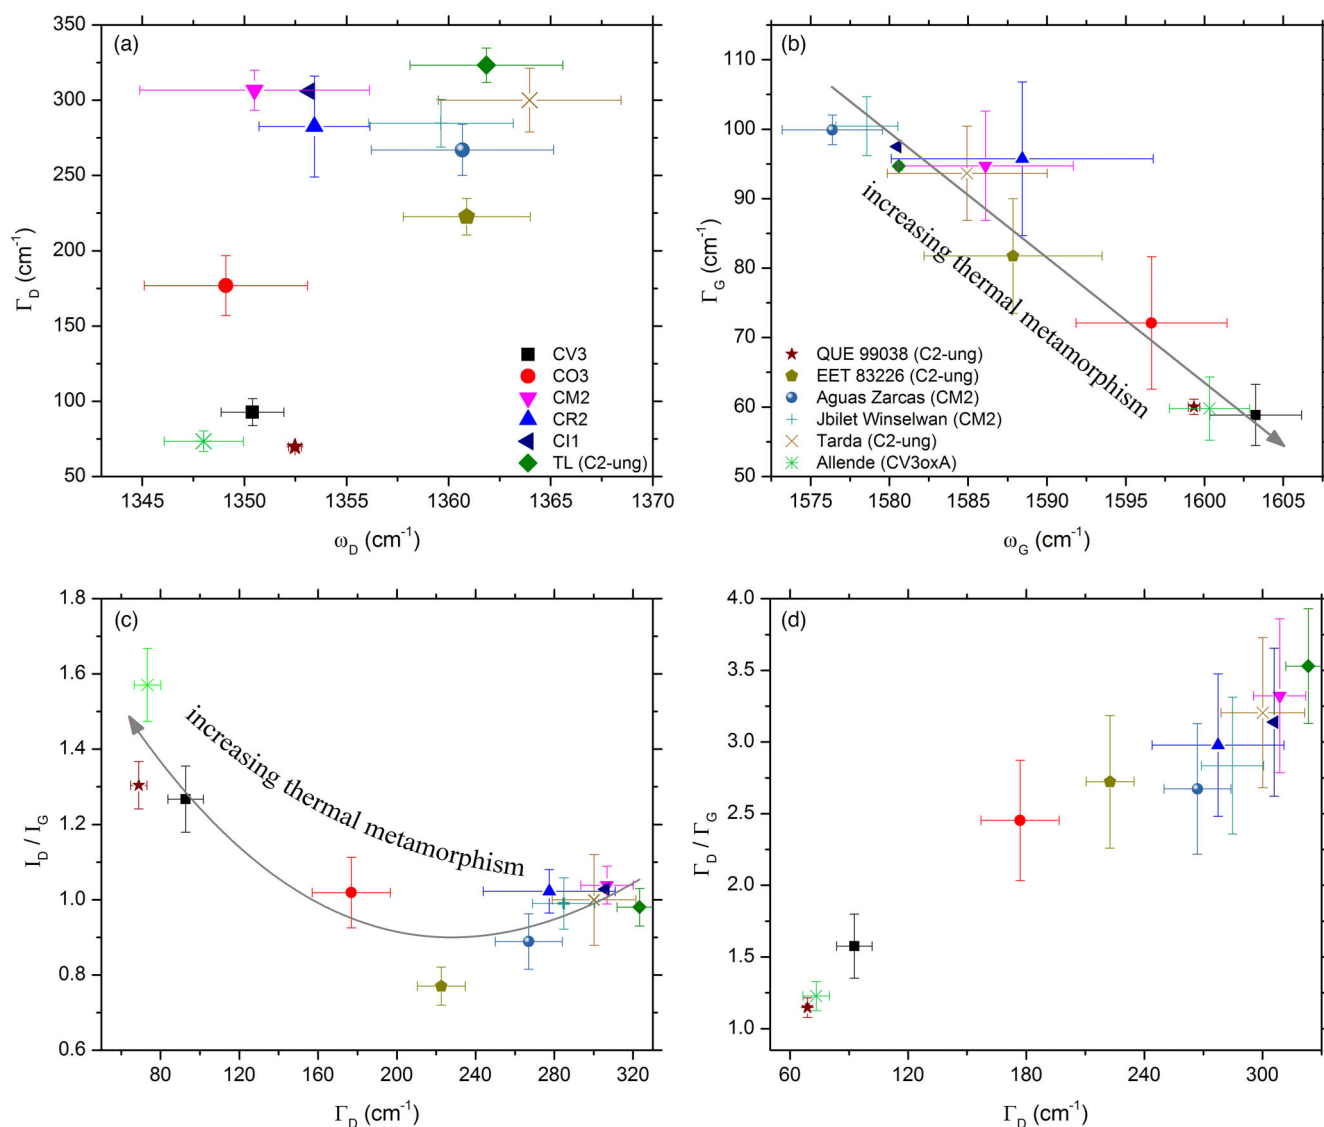 (a)
350
300
250
200
150
100
50
Γ_D (cm⁻¹)
1345 1350 1355 1360 1365 1370
ω_D (cm⁻¹)
CV3
CO3
CM2
CR2
CI1
TL (C2-ung)
(b)
110
100
90
80
70
60
50
Γ_G (cm⁻¹)
1576 1580 1585 1590 1595 1600 1605
ω_G (cm⁻¹)
increasing thermal metamorphism
QUE 99038 (C2-ung)
EET 83226 (C2-ung)
Aguas Zarcas (CM2)
Jbilet Winselwan (CM2)
Tarda (C2-ung)
Allende (CV3oxA)
(c)
1.8
1.6
1.4
1.2
1.0
0.8
0.6
I_D / I_G
80 120 160 200 240 280 320
Γ_D (cm⁻¹)
increasing thermal metamorphism
(d)
4.0
3.5
3.0
2.5
2.0
1.5
1.0
Γ_D / Γ_G
60 120 180 240 300
Γ_D (cm⁻¹)